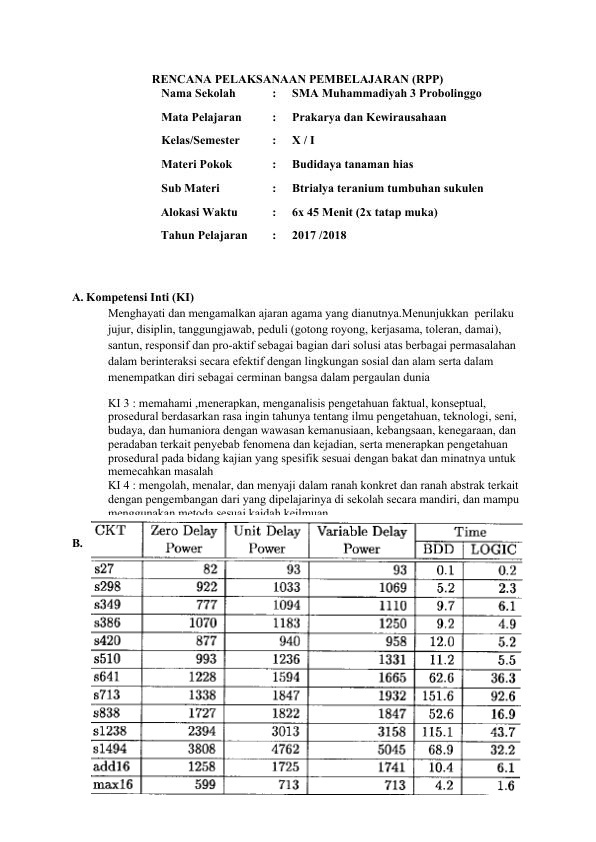 RENCANA PELAKSANAAN PEMBELAJARAN (RPP)
Nama Sekolah : SMA Muhammadiyah 3 Probolinggo
Mata Pelajaran : Prakarya dan Kewirausahaan
Kelas/Semester : X / I
Materi Pokok : Budidaya tanaman hias
Sub Materi : Btrialya teranium tumbuhan sukulen
Alokasi Waktu : 6x 45 Menit (2x tatap muka)
Tahun Pelajaran : 2017 /2018
A. Kompetensi Inti (KI)
Menghayati dan mengamalkan ajaran agama yang dianutnya.Menunjukkan perilaku
jujur, disiplin, tanggungjawab, peduli (gotong royong, kerjasama, toleran, damai),
santun, responsif dan pro-aktif sebagai bagian dari solusi atas berbagai permasalahan
dalam berinteraksi secara efektif dengan lingkungan sosial dan alam serta dalam
menempatkan diri sebagai cerminan bangsa dalam pergaulan dunia
KI 3 : memahami ,menerapkan, menganalisis pengetahuan faktual, konseptual,
prosedural berdasarkan rasa ingin tahunya tentang ilmu pengetahuan, teknologi, seni,
budaya, dan humaniora dengan wawasan kemanusiaan, kebangsaan, kenegaraan, dan
peradaban terkait penyebab fenomena dan kejadian, serta menerapkan pengetahuan
prosedural pada bidang kajian yang spesifik sesuai dengan bakat dan minatnya untuk
memecahkan masalah
KI 4 : mengolah, menalar, dan menyaji dalam ranah konkret dan ranah abstrak terkait
dengan pengembangan dari yang dipelajarinya di sekolah secara mandiri, dan mampu
menggunakan metoda sesuai kaidah keilmuan
B.
CKT Zero Delay Unit Delay Variable Delay Time
Power Power Power BDD LOGIC
s27 82 93 93 0.1 0.2
s298 922 1033 1069 5.2 2.3
s349 777 1094 1110 9.7 6.1
s386 1070 1183 1250 9.2 4.9
s420 877 940 958 12.0 5.2
s510 993 1236 1331 11.2 5.5
s641 1228 1594 1665 62.6 36.3
s713 1338 1847 1932 151.6 92.6
s838 1727 1822 1847 52.6 16.9
s1238 2394 3013 3158 115.1 43.7
s1494 3808 4762 5045 68.9 32.2
add16 1258 1725 1741 10.4 6.1
max16 599 713 713 4.2 1.6